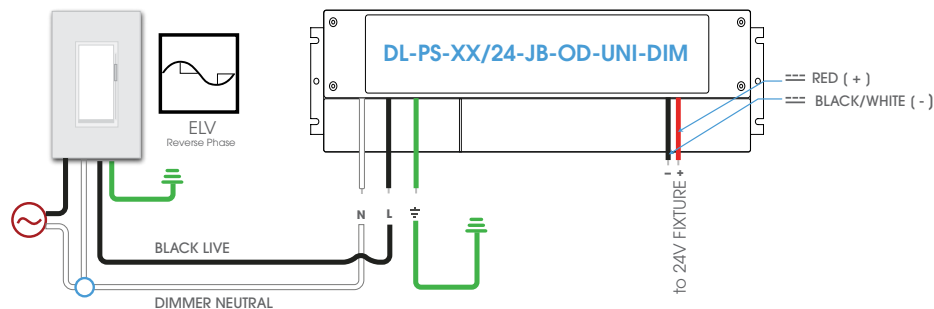 DL-PS-XX/24-JB-OD-UNI-DIM
RED ( + )
BLACK/WHITE ( - )
ELV
Reverse Phase
- +
N L
to 24V FIXTURE
BLACK LIVE
DIMMER NEUTRAL